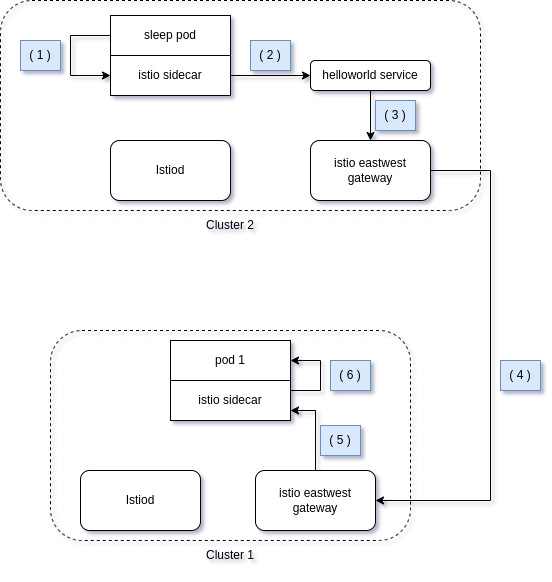 sleep pod
( 1 )
istio sidecar
( 2 )
helloworld service
( 3 )
Istiod
istio eastwest
gateway
Cluster 2
pod 1
( 6 )
( 4 )
istio sidecar
( 5 )
Istiod
istio eastwest
gateway
Cluster 1